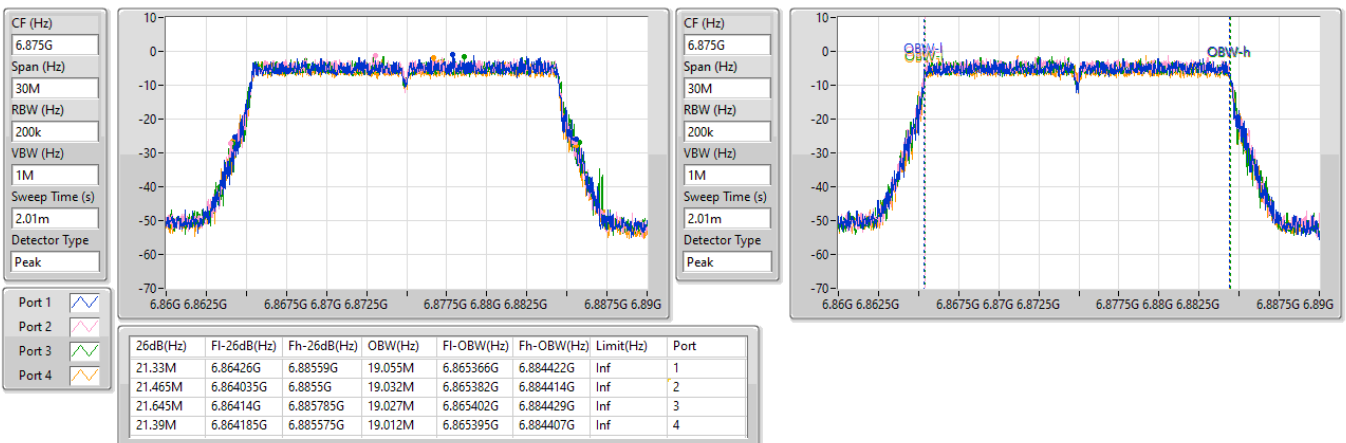 CF (Hz)
6.875G
Span (Hz)
30M
RBW (Hz)
200k
VBW (Hz)
1M
Sweep Time (s)
2.01m
Detector Type
Peak
10
0
-10
-20
-30
-40
-50
-60
-70
6.86G 6.8625G 6.8675G 6.87G 6.8725G 6.8775G 6.88G 6.8825G 6.8875G 6.89G
CF (Hz)
6.875G
Span (Hz)
30M
RBW (Hz)
200k
VBW (Hz)
1M
Sweep Time (s)
2.01m
Detector Type
Peak
10
0
-10
-20
-30
-40
-50
-60
-70
OBW-l
OBW-l
OBW-h
6.86G 6.8625G 6.8675G 6.87G 6.8725G 6.8775G 6.88G 6.8825G 6.8875G 6.89G
Port 1
Port 2
Port 3
Port 4
26dB(Hz) Fl-26dB(Hz) Fh-26dB(Hz) OBW(Hz) Fl-OBW(Hz) Fh-OBW(Hz) Limit(Hz) Port
21.33M 6.86426G 6.88559G 19.055M 6.865366G 6.884422G Inf 1
21.465M 6.864035G 6.8855G 19.032M 6.865382G 6.884414G Inf 2
21.645M 6.86414G 6.885785G 19.027M 6.865402G 6.884429G Inf 3
21.39M 6.864185G 6.885575G 19.012M 6.865395G 6.884407G Inf 4